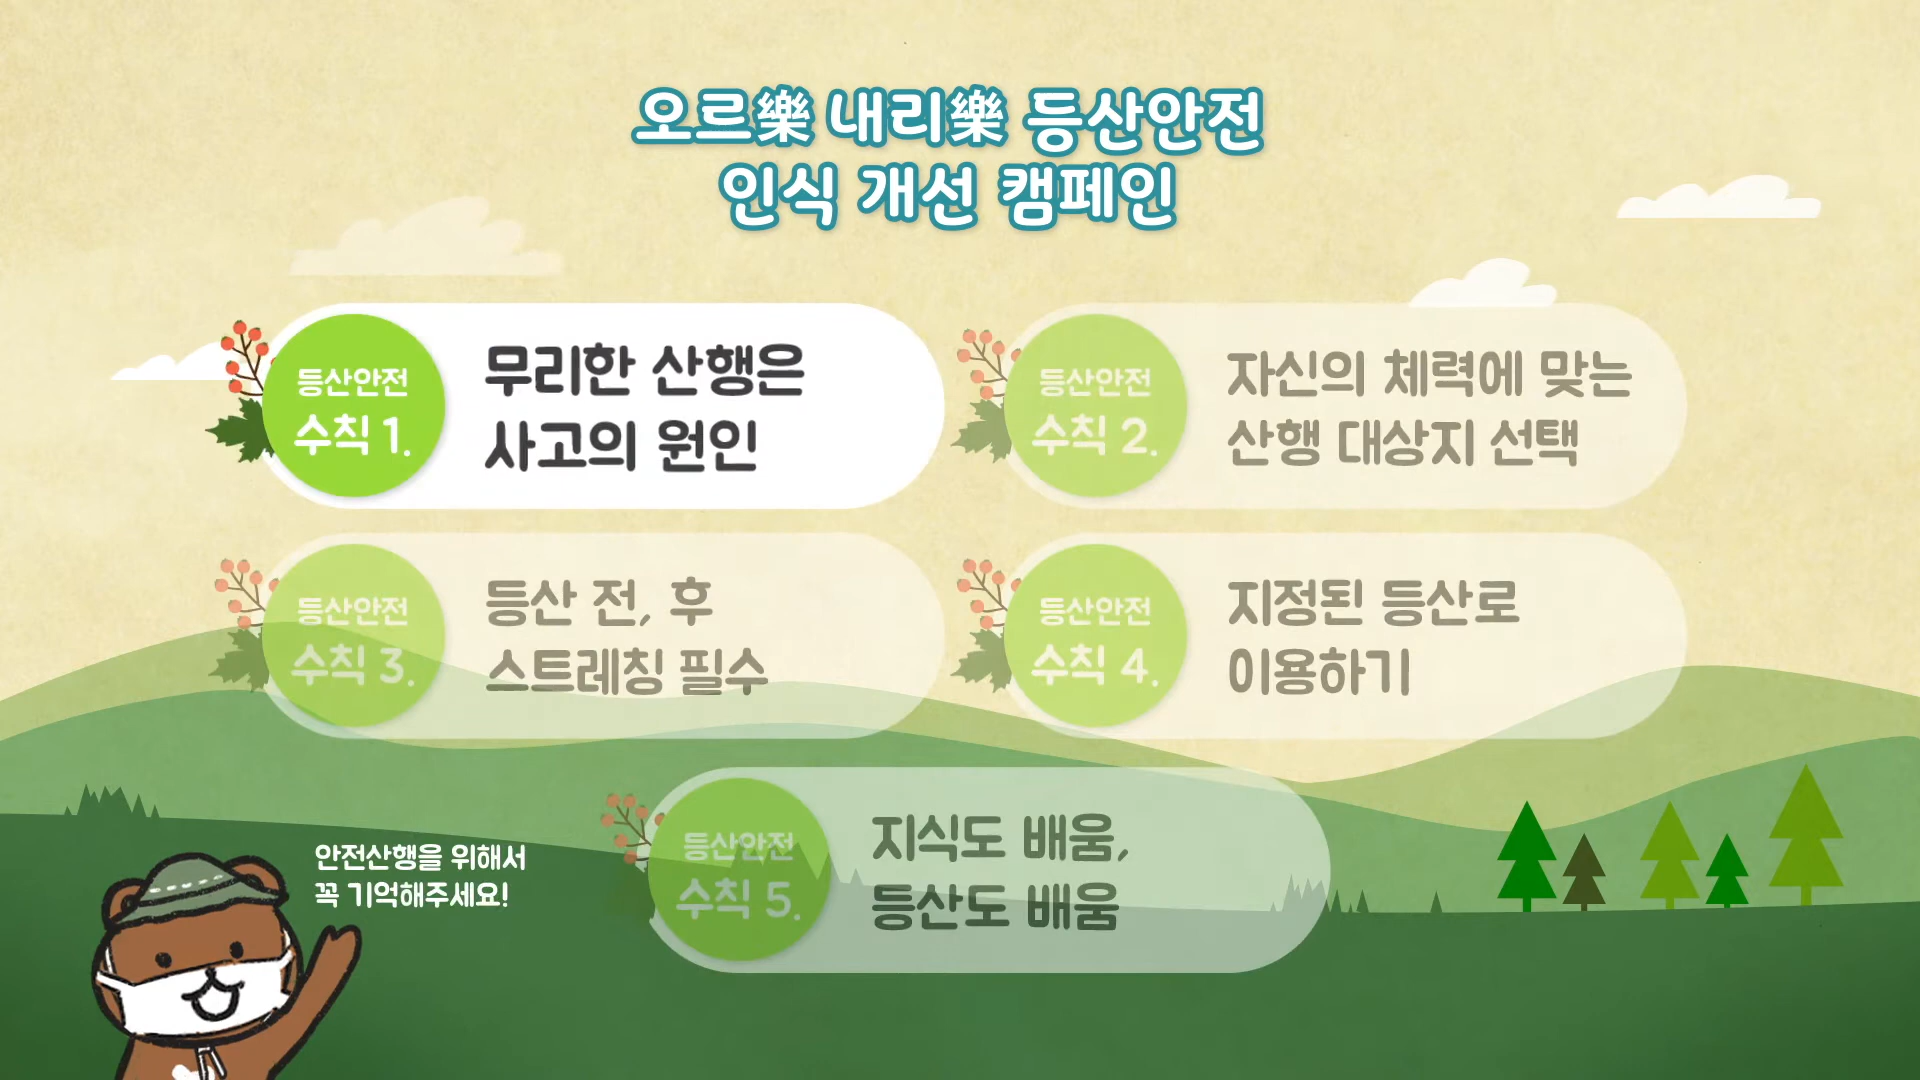 오르樂 내리樂 등산안전
인식 개선 캠페인
등산안전
수칙 1.
무리한 산행은
사고의 원인
등산안전
수칙 2.
자신의 체력에 맞는
산행 대상지 선택
등산안전
수칙 3.
등산 전, 후
스트레칭 필수
등산안전
수칙 4.
지정된 등산로
이용하기
등산안전
수칙 5.
지식도 배움,
등산도 배움
안전산행을 위해서
꼭 기억해주세요!